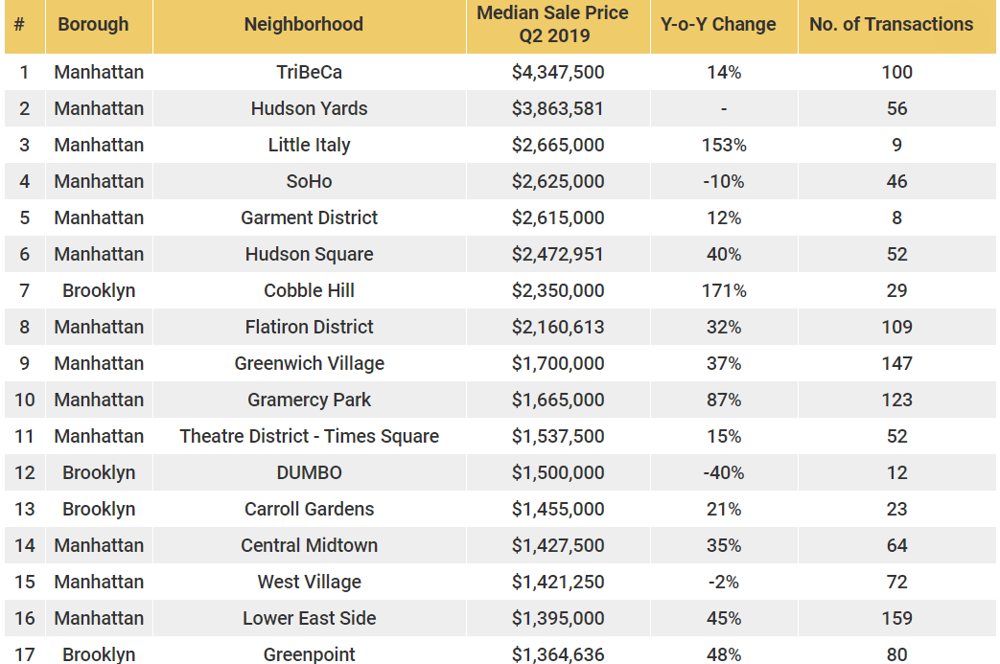 # Borough Neighborhood Median Sale Price Q2 2019 Y-o-Y Change No. of Transactions
1 Manhattan TriBeCa $4,347,500 14% 100
2 Manhattan Hudson Yards $3,863,581 - 56
3 Manhattan Little Italy $2,665,000 153% 9
4 Manhattan SoHo $2,625,000 -10% 46
5 Manhattan Garment District $2,615,000 12% 8
6 Manhattan Hudson Square $2,472,951 40% 52
7 Brooklyn Cobble Hill $2,350,000 171% 29
8 Manhattan Flatiron District $2,160,613 32% 109
9 Manhattan Greenwich Village $1,700,000 37% 147
10 Manhattan Gramercy Park $1,665,000 87% 123
11 Manhattan Theatre District - Times Square $1,537,500 15% 52
12 Brooklyn DUMBO $1,500,000 -40% 12
13 Brooklyn Carroll Gardens $1,455,000 21% 23
14 Manhattan Central Midtown $1,427,500 35% 64
15 Manhattan West Village $1,421,250 -2% 72
16 Manhattan Lower East Side $1,395,000 45% 159
17 Brooklyn Greenpoint $1,364,636 48% 80